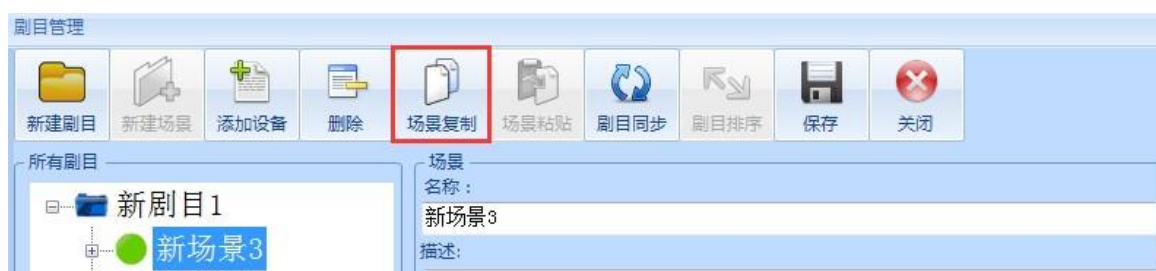 剧目管理
新建剧目 新建场景 添加设备 删除 场景复制 场景粘贴 剧目同步 剧目排序 保存 关闭
所有剧目
新剧目1
新场景3
场景
名称：
新场景3
描述: